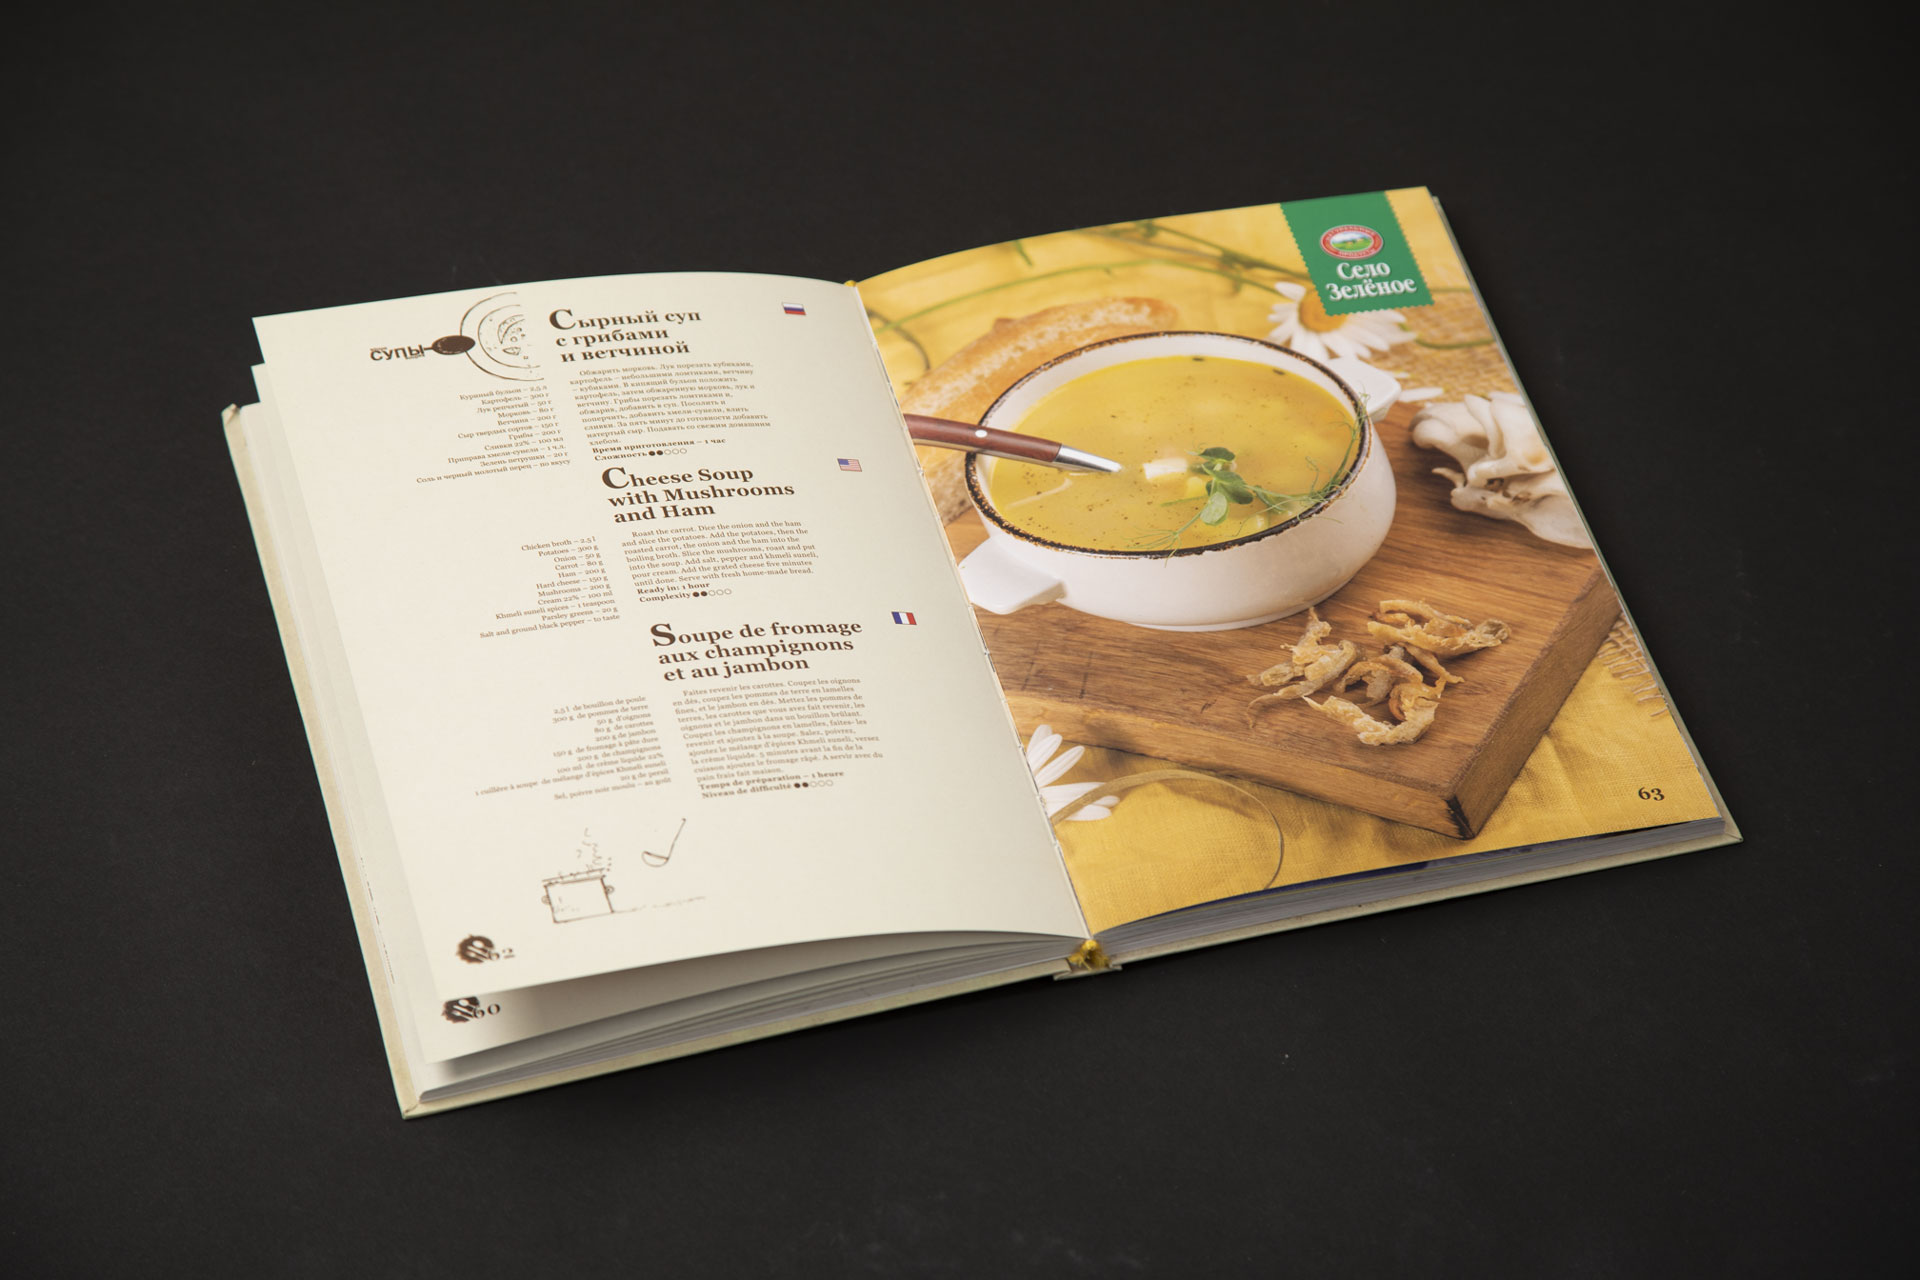 СУПЫ
Сырный суп
с грибами
и ветчиной
Куриный бульон – 2,5 л
Картофель – 300 г
Лук репчатый – 50 г
Морковь – 80 г
Ветчина – 200 г
Сыр твердых сортов – 150 г
Грибы – 200 г
Сливки 22% – 100 мл
Приправа хмели-сунели – 1 ч.л.
Зелень петрушки – 20 г
Соль и черный молотый перец – по вкусу
Обжарить морковь. Лук порезать кубиками,
картофель – небольшими ломтиками, ветчину
– кубиками. В кипящий бульон положить
картофель, затем обжаренную морковь, лук и
ветчину. Грибы порезать ломтиками и,
обжарив, добавить в суп. Посолить и
поперчить, добавить хмели-сунели, влить
сливки. За пять минут до готовности добавить
натертый сыр. Подавать со свежим домашним
хлебом.
Время приготовления – 1 час
Сложность ●●○○○
Cheese Soup
with Mushrooms
and Ham
Chicken broth – 2.5 l
Potatoes – 300 g
Onion – 50 g
Carrot – 80 g
Ham – 200 g
Hard cheese – 150 g
Mushrooms – 200 g
Cream 22% – 100 ml
Khmeli suneli spices – 1 teaspoon
Parsley greens – 20 g
Salt and ground black pepper – to taste
Roast the carrot. Dice the onion and the ham
and slice the potatoes. Add the potatoes, then the
roasted carrot, the onion and the ham into the
boiling broth. Slice the mushrooms, roast and put
into the soup. Add salt, pepper and khmeli suneli,
pour cream. Add the grated cheese five minutes
until done. Serve with fresh home-made bread.
Ready in: 1 hour
Complexity ●●○○○
Soupe de fromage
aux champignons
et au jambon
2,5 l de bouillon de poule
300 g de pommes de terre
50 g d'oignons
80 g de carottes
200 g de jambon
150 g de fromage à pâte dure
200 g de champignons
100 ml de crème liquide 22%
1 cuillère à soupe de mélange d'épices Khmeli suneli
20 g de persil
Sel, poivre noir moulu – au goût
Faites revenir les carottes. Coupez les oignons
en dés, coupez les pommes de terre en lamelles
fines, et le jambon en dés. Mettez les pommes de
terres, les carottes que vous avez fait revenir, les
oignons et le jambon dans un bouillon brûlant.
Coupez les champignons en lamelles, faites- les
revenir et ajoutez à la soupe. Salez, poivrez,
ajoutez le mélange d'épices Khmeli suneli, versez
la crème liquide. 5 minutes avant la fin de la
cuisson ajoutez le fromage râpé. A servir avec du
pain frais fait maison.
Temps de préparation – 1 heure
Niveau de difficulté ●●○○○
62
60
Село
Зелёное
63